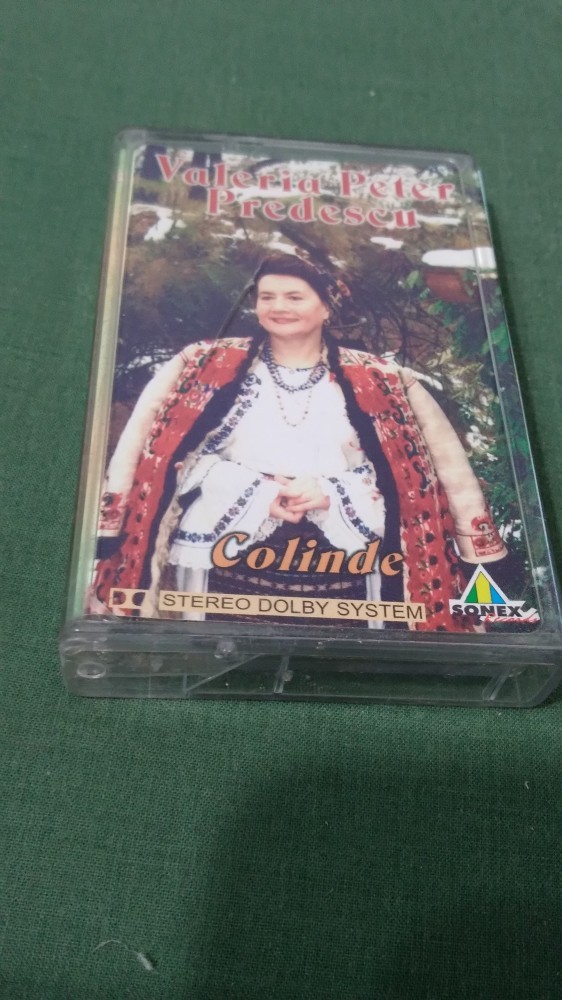 Valeria Peter
Predescu
Colinde
STEREO DOLBY SYSTEM
SONEX